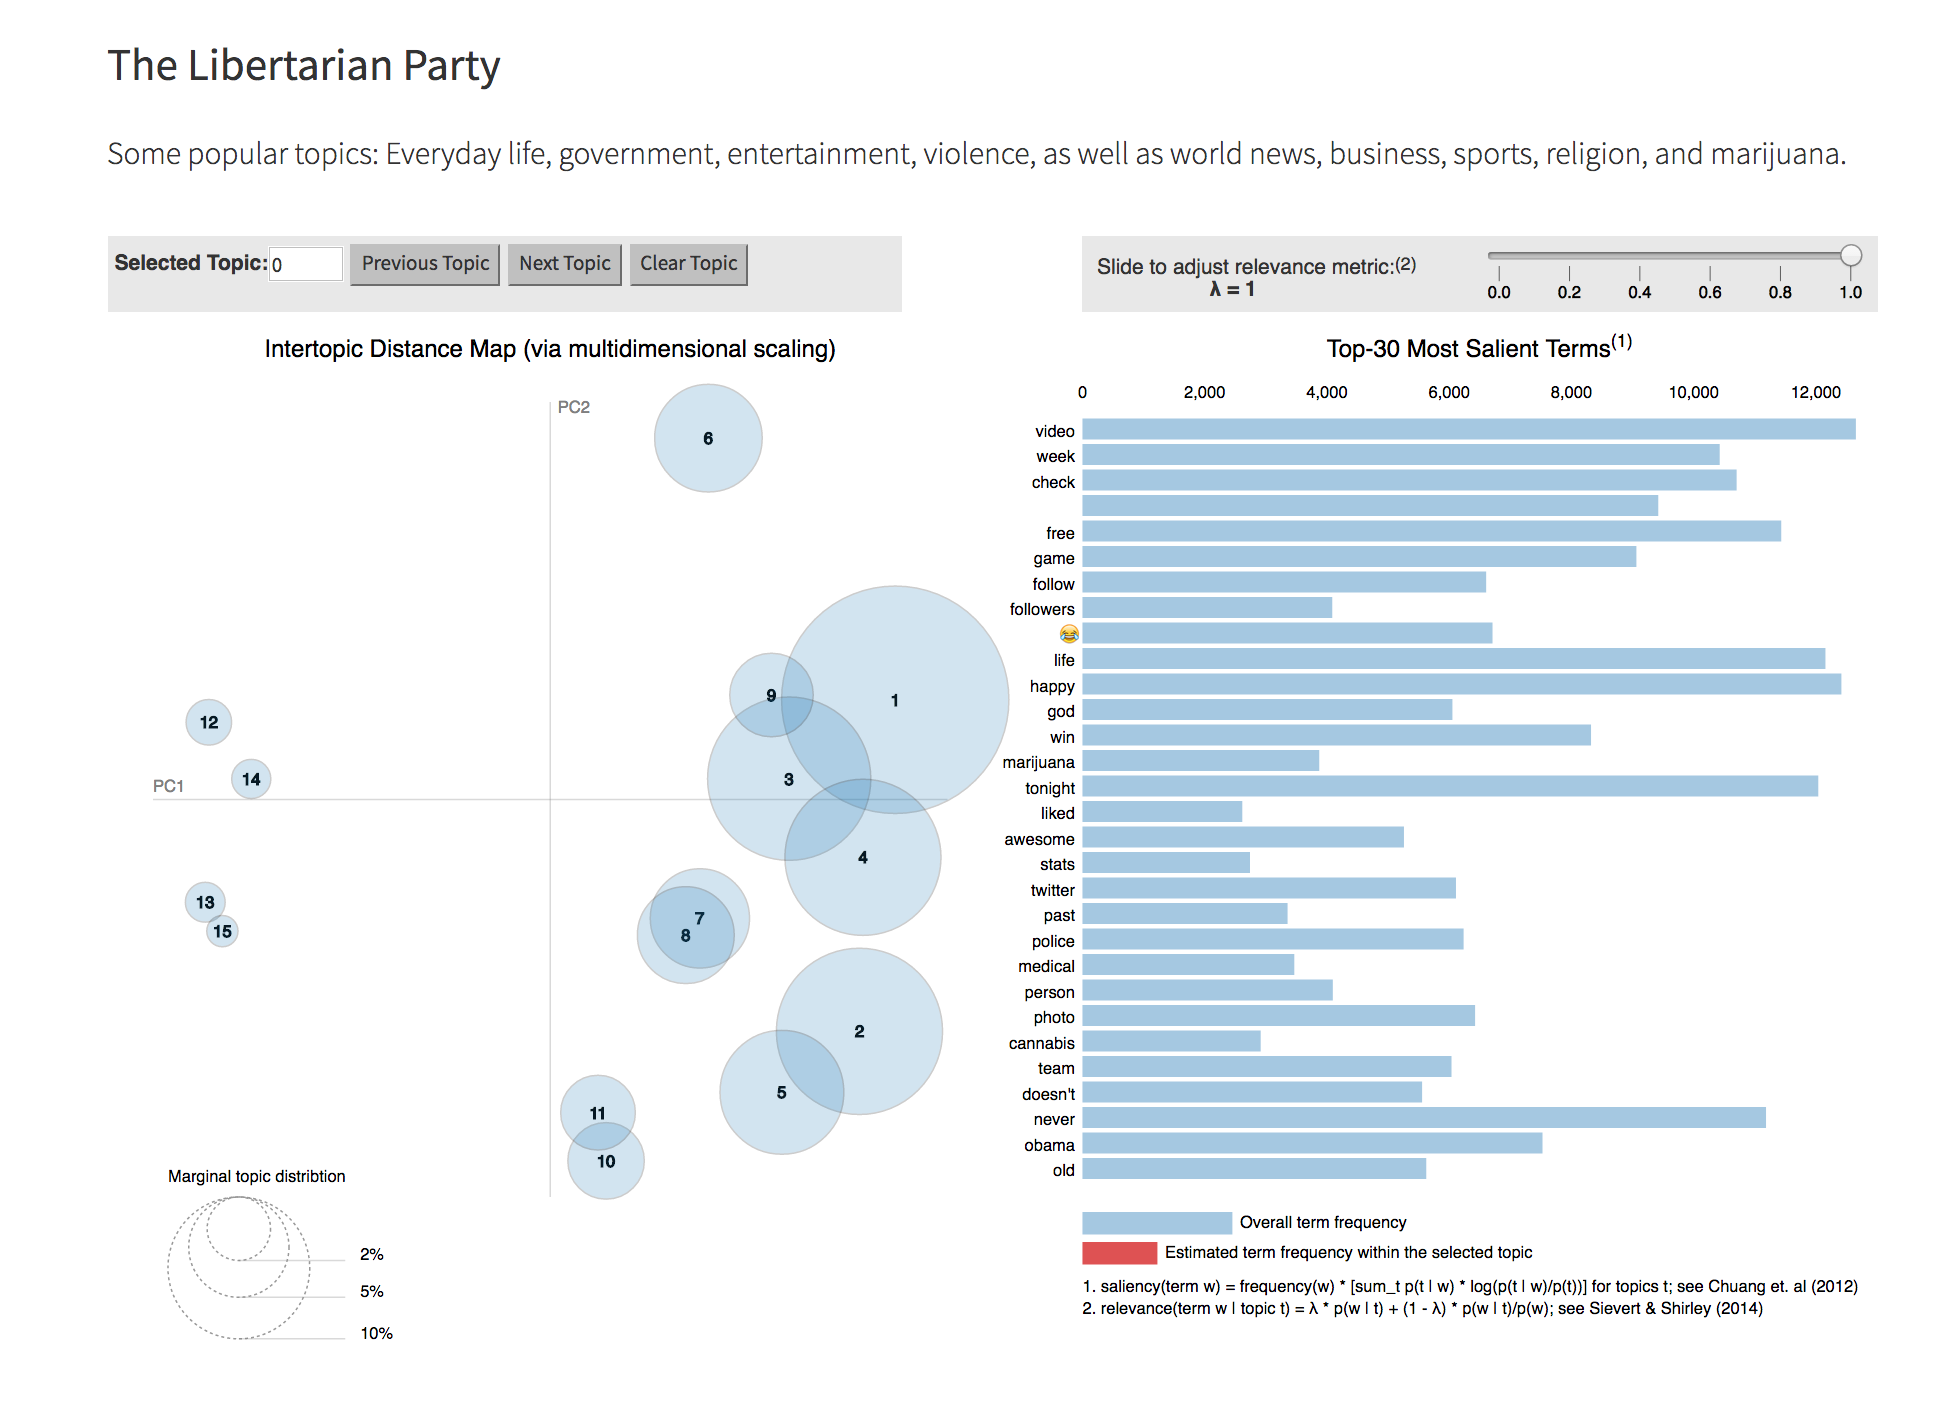 The Libertarian Party
Some popular topics: Everyday life, government, entertainment, violence, as well as world news, business, sports, religion, and marijuana.
Selected Topic: 0 Previous Topic Next Topic Clear Topic
Slide to adjust relevance metric:(2)
λ = 1
0.0 0.2 0.4 0.6 0.8 1.0
Intertopic Distance Map (via multidimensional scaling)
PC2
6
9
1
12
3
14
PC1
4
13
7
15
8
2
5
11
10
Marginal topic distribtion
2%
5%
10%
Top-30 Most Salient Terms(1)
0 2,000 4,000 6,000 8,000 10,000 12,000
video
week
check
free
game
follow
followers
😂
life
happy
god
win
marijuana
tonight
liked
awesome
stats
twitter
past
police
medical
person
photo
cannabis
team
doesn't
never
obama
old
Overall term frequency
Estimated term frequency within the selected topic
1. saliency(term w) = frequency(w) * [sum_t p(t | w) * log(p(t | w)/p(t))] for topics t; see Chuang et. al (2012)
2. relevance(term w | topic t) = λ * p(w | t) + (1 - λ) * p(w | t)/p(w); see Sievert & Shirley (2014)